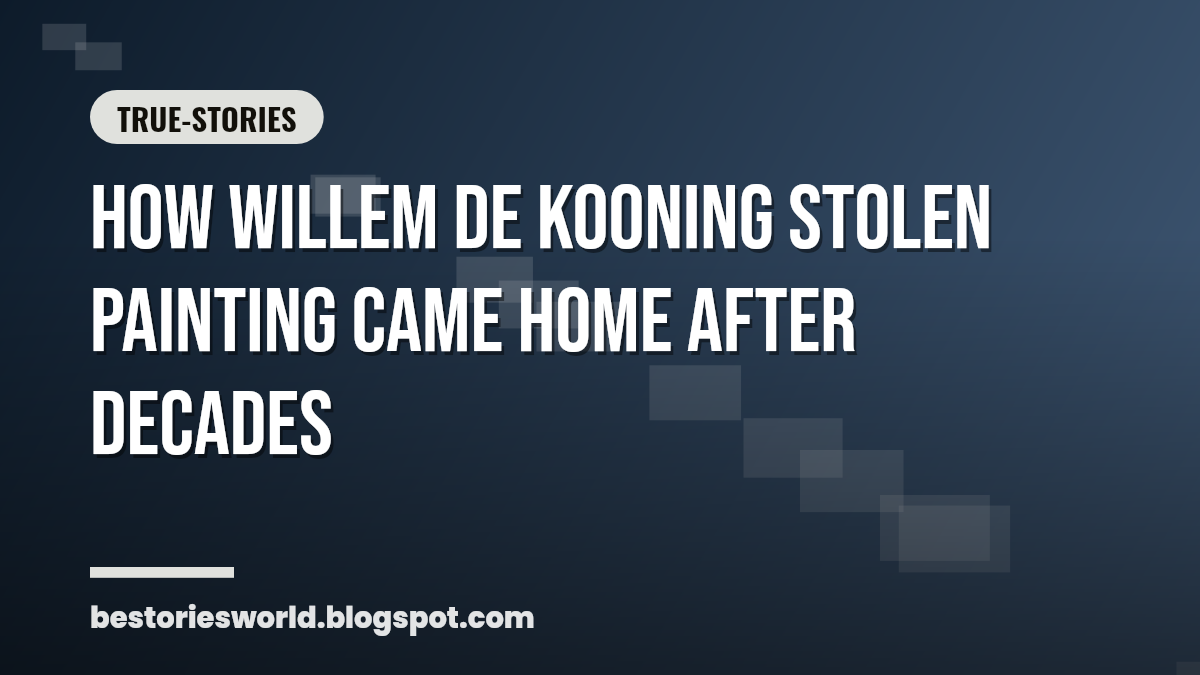 TRUE-STORIES
HOW WILLEM DE KOONING STOLEN
PAINTING CAME HOME AFTER
DECADES
bestoriesworld.blogspot.com